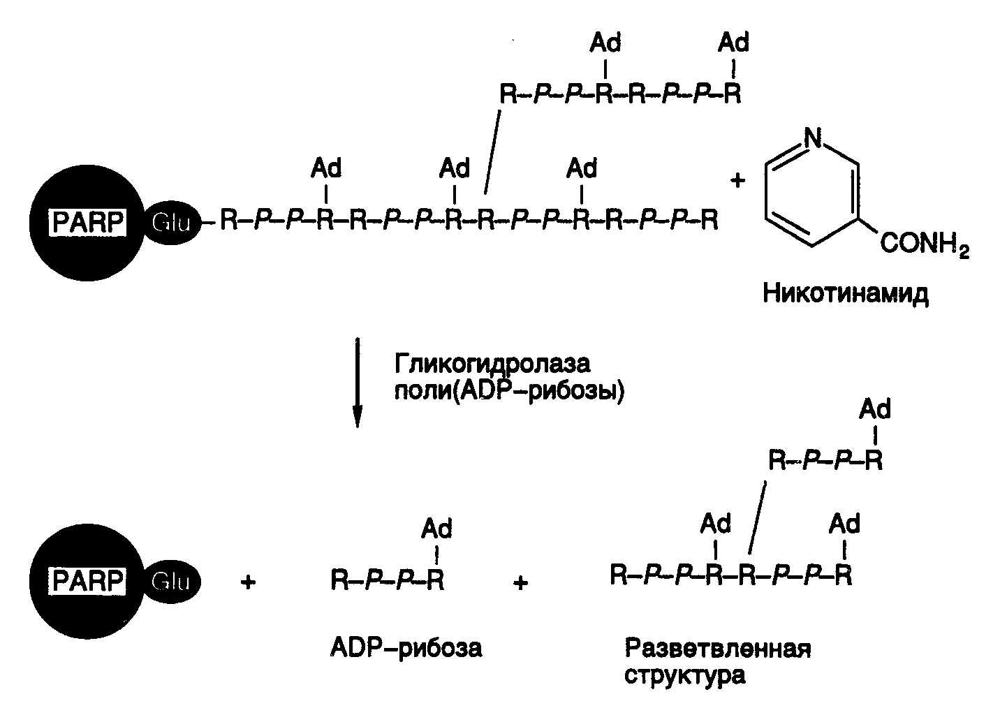 Ad Ad
R–P–P–R–R–P–P–R
N
Ad Ad Ad
+
PARP Glu –R–P–P–R–R–P–P–R–R–P–P–R–R–P–P–R
CONH2
Никотинамид
Гликогидролаза
поли(ADP–рибозы)
Ad
R–P–P–R
Ad Ad Ad
PARP Glu + R–P–P–R + R–P–P–R–R–P–P–R
ADP–рибоза
Разветвленная
структура